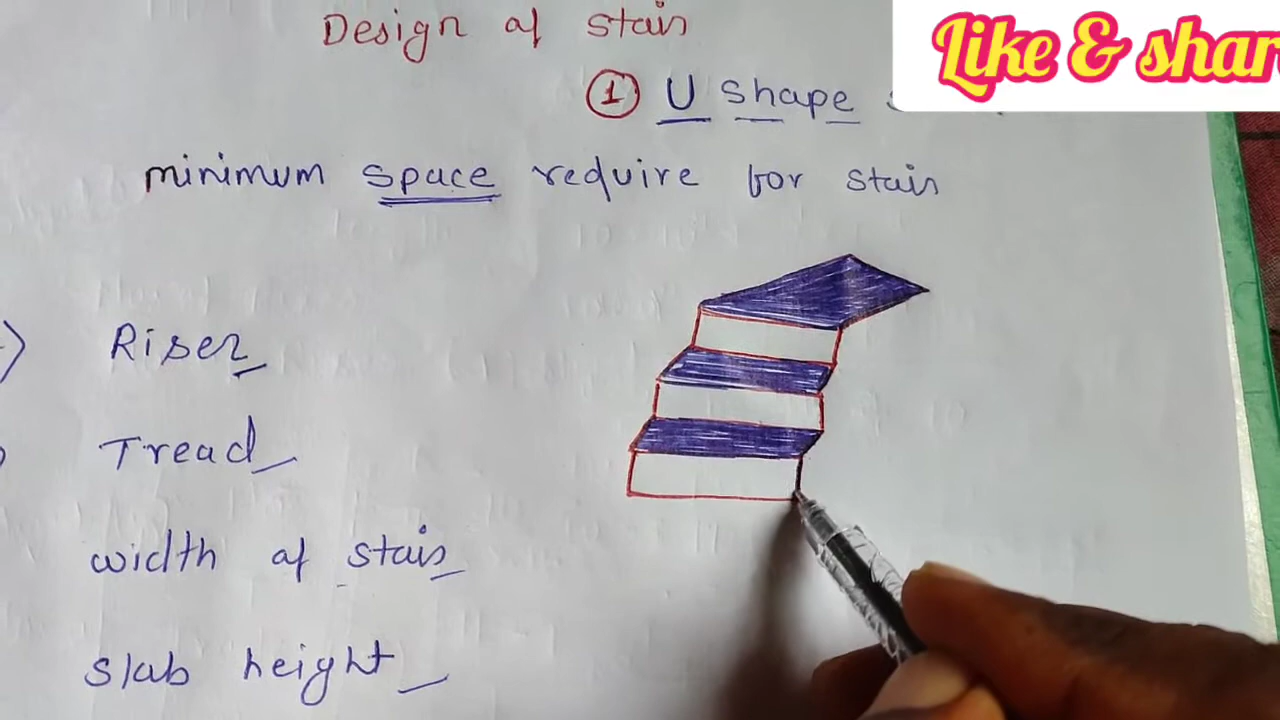 Design of stair
Like & shar
① U shape
minimum space require for stair
Riser
Tread
width of stair
slab height